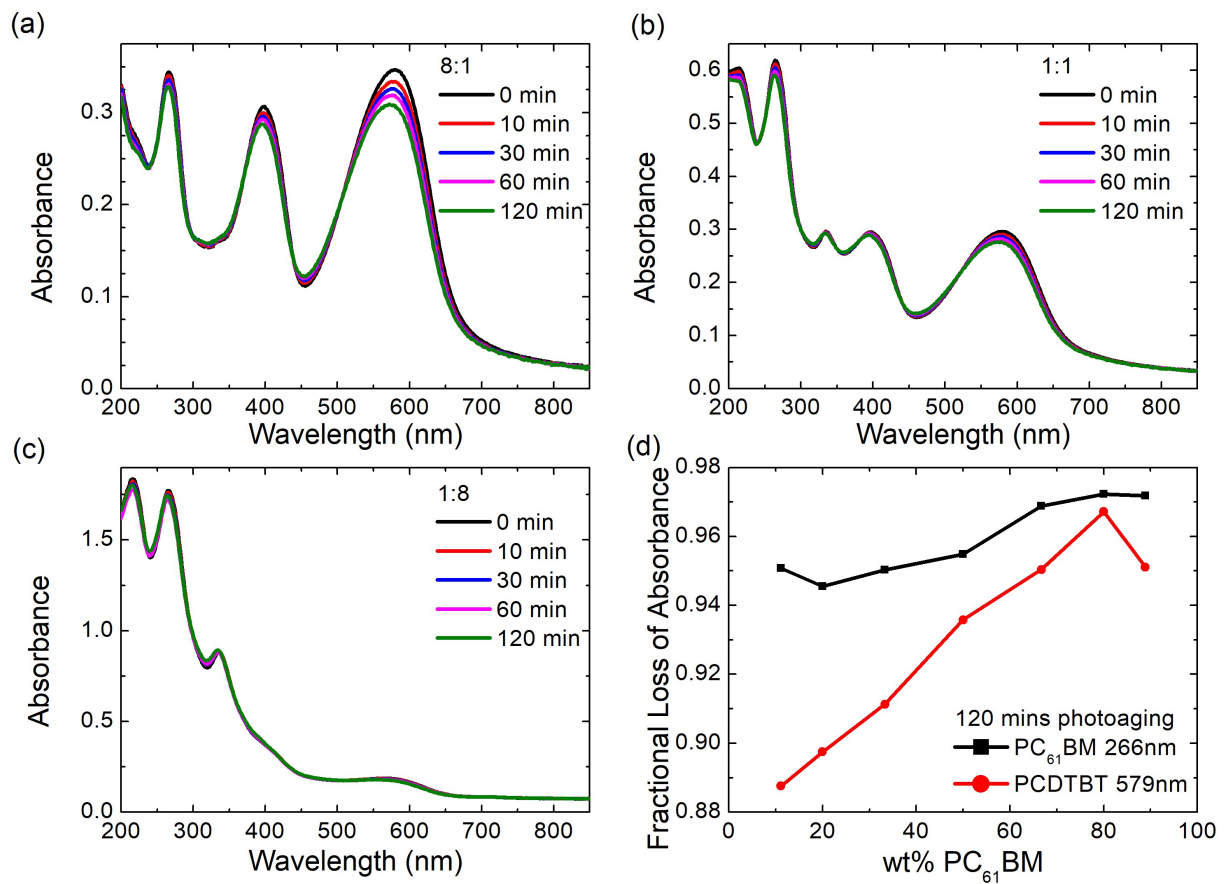 (a)
8:1
0 min
10 min
30 min
60 min
120 min
0.3
0.2
0.1
0.0
Absorbance
200 300 400 500 600 700 800
Wavelength (nm)
(b)
1:1
0 min
10 min
30 min
60 min
120 min
0.6
0.5
0.4
0.3
0.2
0.1
0.0
Absorbance
200 300 400 500 600 700 800
Wavelength (nm)
(c)
1:8
0 min
10 min
30 min
60 min
120 min
1.5
1.0
0.5
0.0
Absorbance
200 300 400 500 600 700 800
Wavelength (nm)
(d)
0.98
0.96
0.94
0.92
0.90
0.88
Fractional Loss of Absorbance
120 mins photoaging
PC₆₁BM 266nm
PCDTBT 579nm
0 20 40 60 80 100
wt% PC₆₁BM